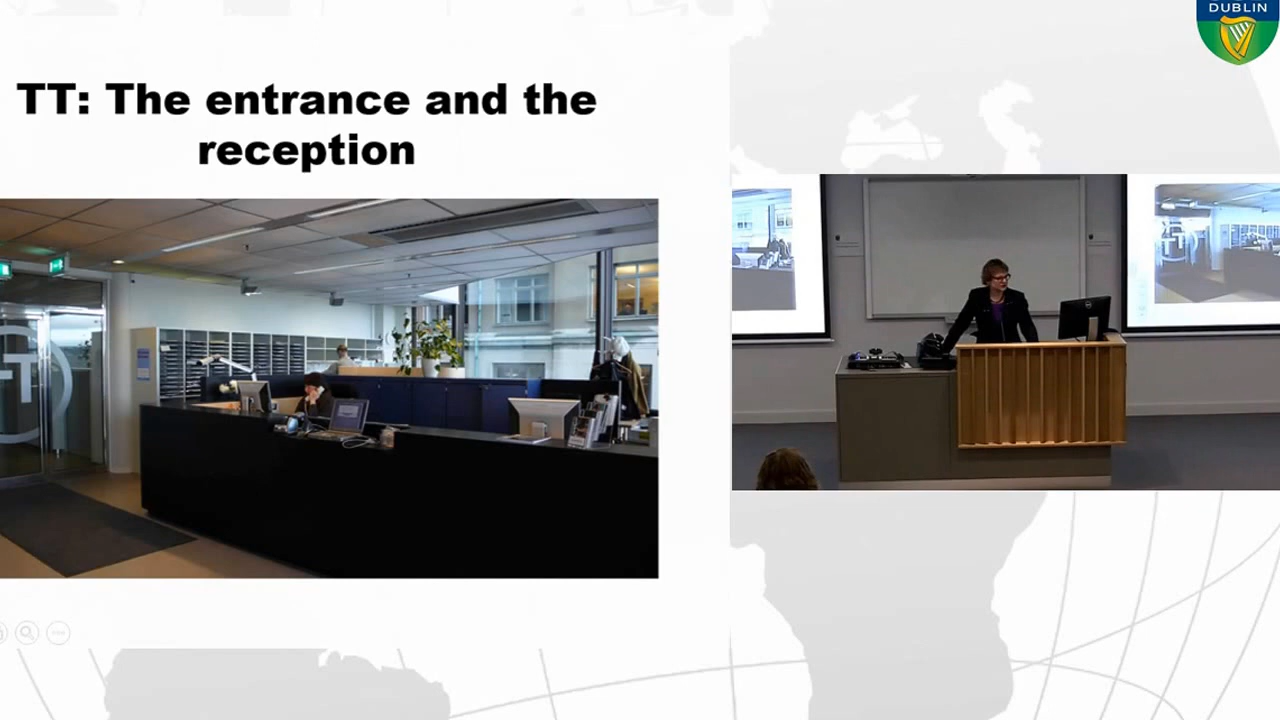 TT: The entrance and the
reception
DUBLIN